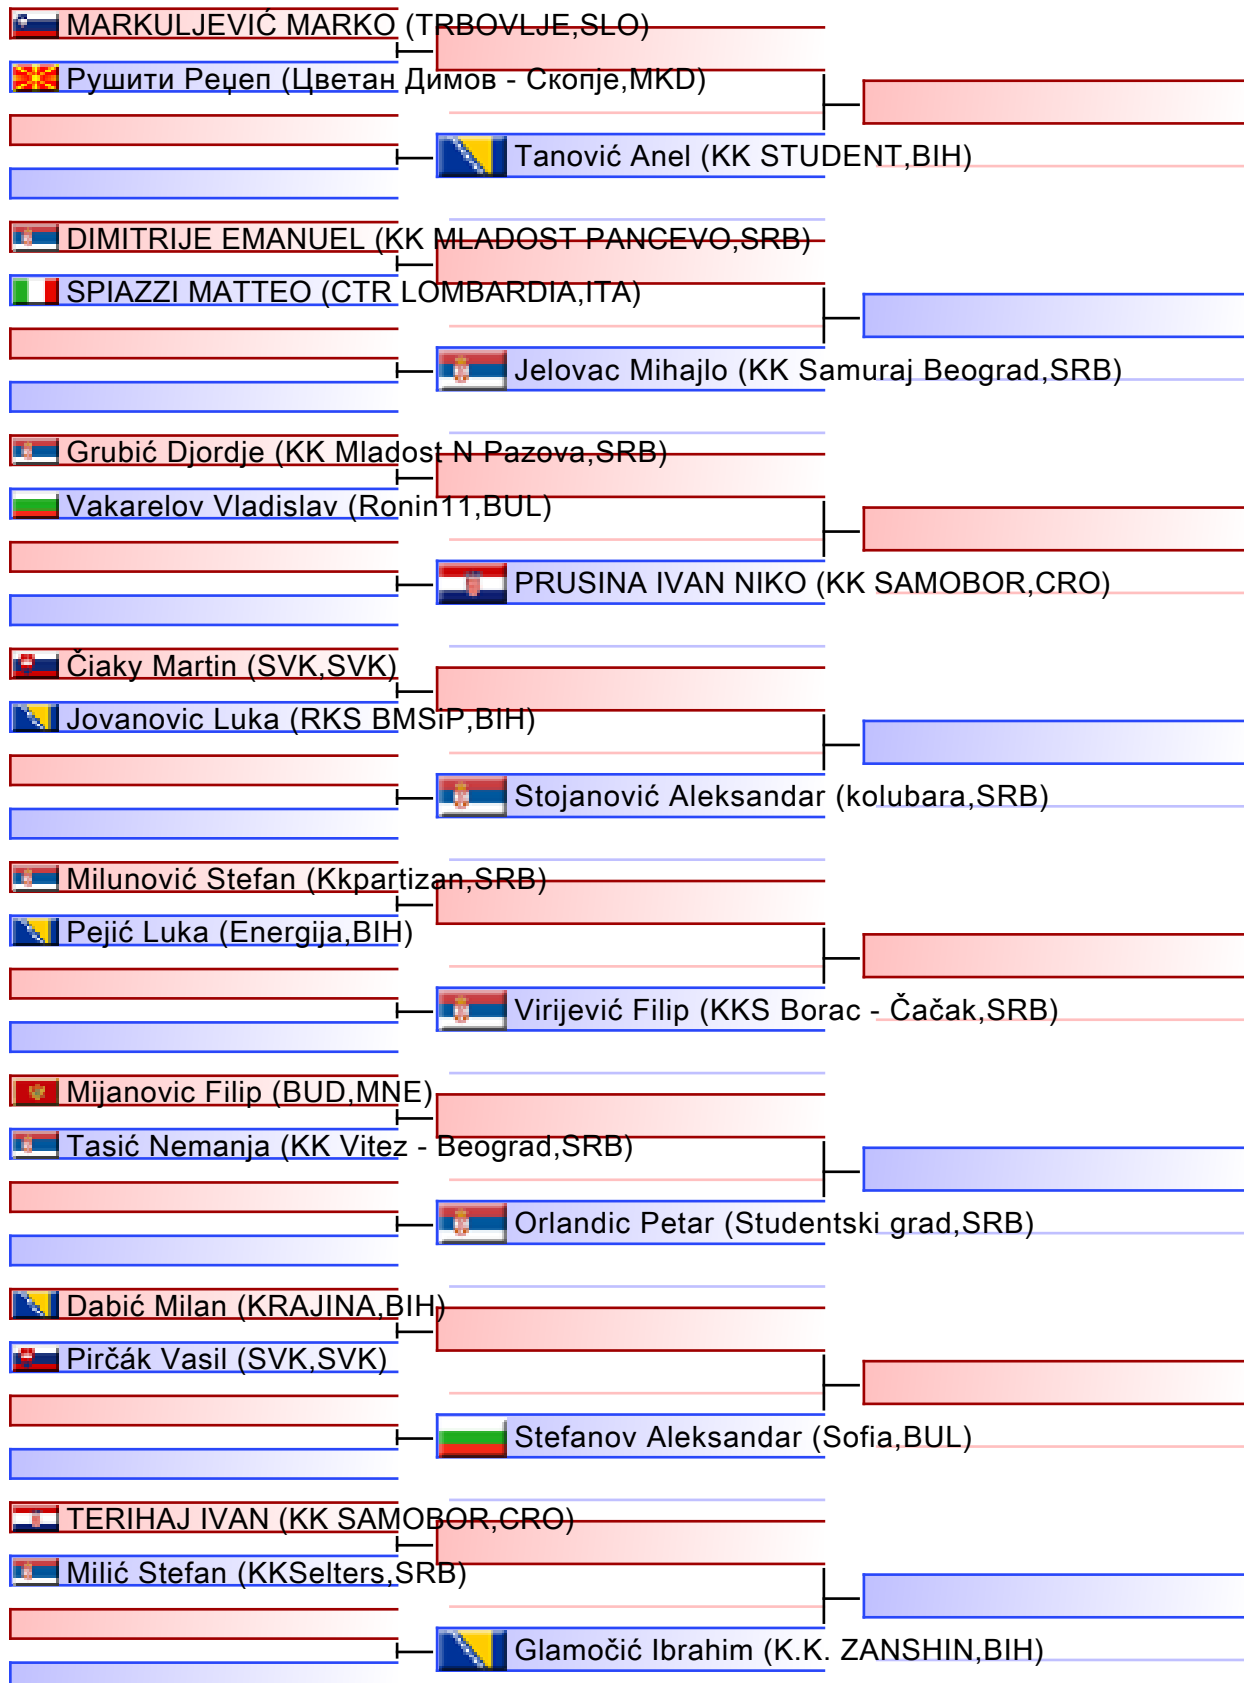 MARKULJEVIĆ MARKO (TRBOVLJE,SLO)
Рушити Реџеп (Цветан Димов - Скопје,MKD)
Tanović Anel (KK STUDENT,BIH)
DIMITRIJE EMANUEL (KK MLADOST PANCEVO,SRB)
SPIAZZI MATTEO (CTR LOMBARDIA,ITA)
Jelovac Mihajlo (KK Samuraj Beograd,SRB)
Grubić Djordje (KK Mladost N Pazova,SRB)
Vakarelov Vladislav (Ronin11,BUL)
PRUSINA IVAN NIKO (KK SAMOBOR,CRO)
Čiaky Martin (SVK,SVK)
Jovanovic Luka (RKS BMSiP,BIH)
Stojanović Aleksandar (kolubara,SRB)
Milunović Stefan (Kkpartizan,SRB)
Pejić Luka (Energija,BIH)
Virijević Filip (KKS Borac - Čačak,SRB)
Mijanovic Filip (BUD,MNE)
Tasić Nemanja (KK Vitez - Beograd,SRB)
Orlandic Petar (Studentski grad,SRB)
Dabić Milan (KRAJINA,BIH)
Pirčák Vasil (SVK,SVK)
Stefanov Aleksandar (Sofia,BUL)
TERIHAJ IVAN (KK SAMOBOR,CRO)
Milić Stefan (KKSelters,SRB)
Glamočić Ibrahim (K.K. ZANSHIN,BIH)